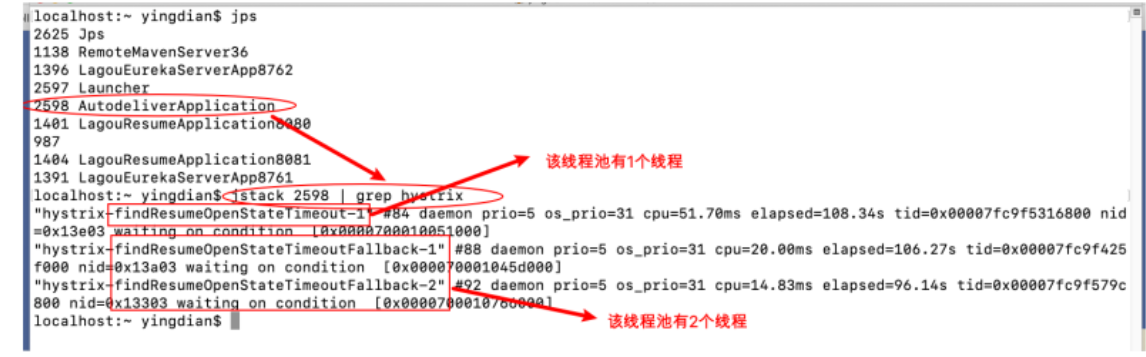 localhost:~ yingdian$ jps
2625 Jps
1138 RemoteMavenServer36
1396 LagouEurekaServerApp8762
2597 Launcher
2598 AutodeliverApplication
1401 LagouResumeApplication8080
987
1404 LagouResumeApplication8081
该线程池有1个线程
1391 LagouEurekaServerApp8761
localhost:~ yingdian$ jstack 2598 | grep hystrix
"hystrix-findResumeOpenStateTimeout-1" #84 daemon prio=5 os_prio=31 cpu=51.70ms elapsed=108.34s tid=0x00007fc9f5316800 nid
=0x13e03 waiting on condition  [0x0000700010051000]
"hystrix-findResumeOpenStateTimeoutFallback-1" #88 daemon prio=5 os_prio=31 cpu=20.00ms elapsed=106.27s tid=0x00007fc9f425
f000 nid=0x13a03 waiting on condition  [0x000070001045d000]
"hystrix-findResumeOpenStateTimeoutFallback-2" #92 daemon prio=5 os_prio=31 cpu=14.83ms elapsed=96.14s tid=0x00007fc9f579c
800 nid=0x13303 waiting on condition
该线程池有2个线程
localhost:~ yingdian$